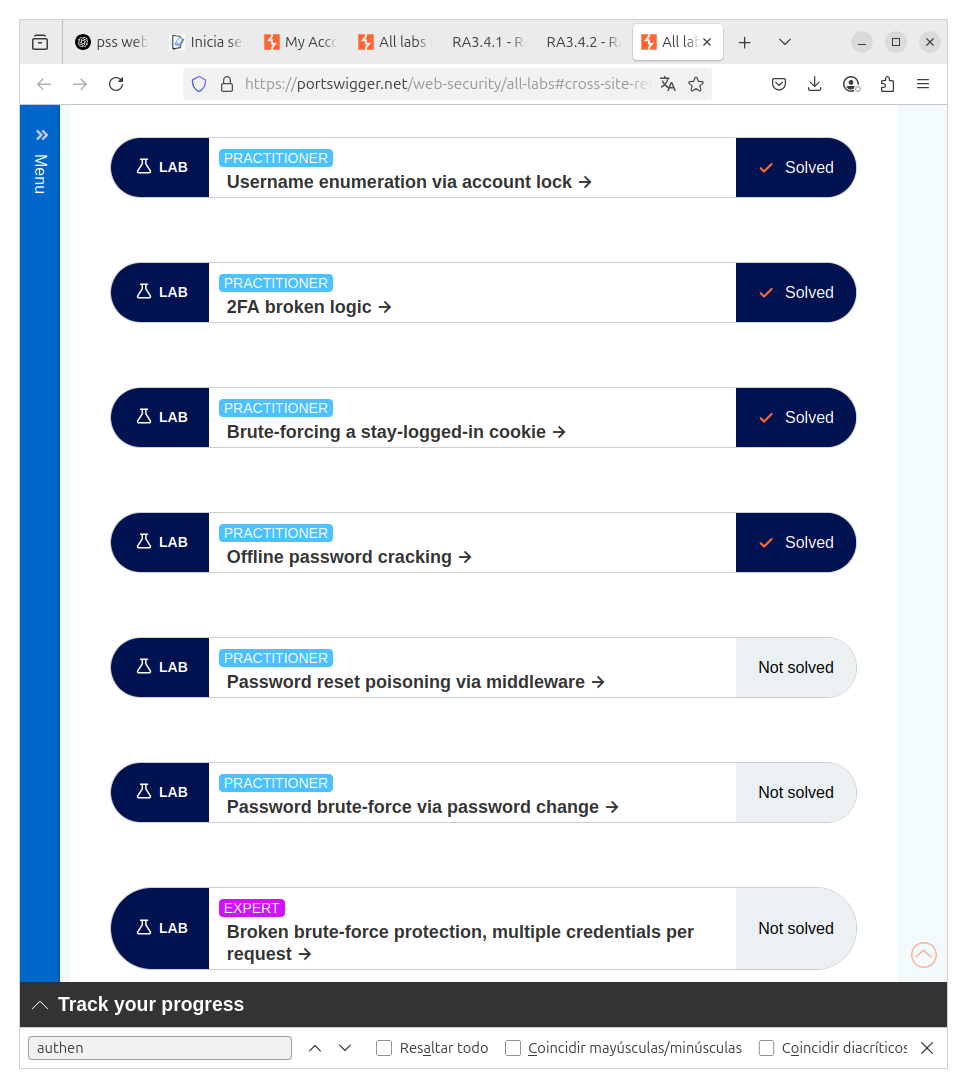 pss web
Inicia se
My Acco
All labs
RA3.4.1 - R
RA3.4.2 - R
All lab
https://portswigger.net/web-security/all-labs#cross-site-rec
Menu
LAB
PRACTITIONER
Username enumeration via account lock
Solved
LAB
PRACTITIONER
2FA broken logic
Solved
LAB
PRACTITIONER
Brute-forcing a stay-logged-in cookie
Solved
LAB
PRACTITIONER
Offline password cracking
Solved
LAB
PRACTITIONER
Password reset poisoning via middleware
Not solved
LAB
PRACTITIONER
Password brute-force via password change
Not solved
LAB
EXPERT
Broken brute-force protection, multiple credentials per
request
Not solved
Track your progress
authen
Resaltar todo
Coincidir mayúsculas/minúsculas
Coincidir diacríticos